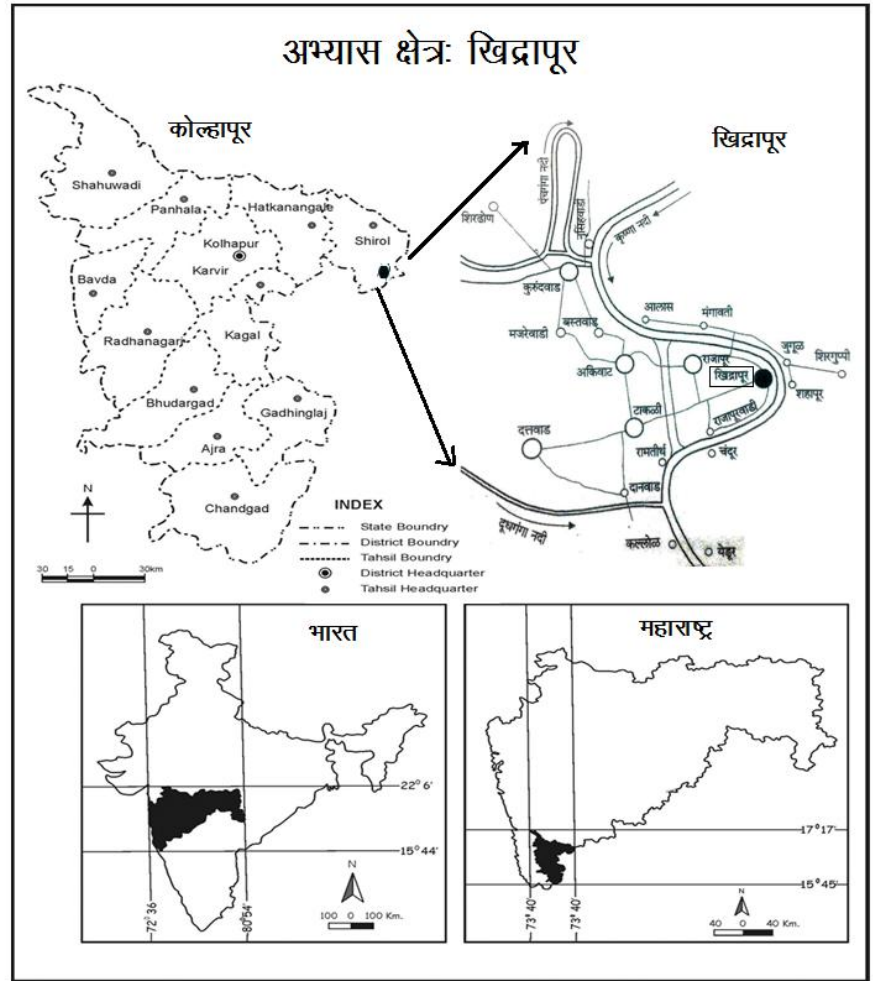 अभ्यास क्षेत्र: खिद्रापूर
कोल्हापूर
Shahuwadi
Panhala
Hatkanangale
Shirol
Kolhapur
Karvir
Bavda
Radhanagari
Kagal
Bhudargad
Gadhinglaj
Ajra
Chandgad
N
30 15 0 30km
INDEX
State Boundry
District Boundry
Tahsil Boundry
District Headquarter
Tahsil Headquarter
खिद्रापूर
पंचगंगा नदी
शिरढोण
नृसिंहवाडी
कृष्णा नदी
कुरुंदवाड
आलास
मंगावती
मजरेवाडी
बस्तवाड
जुगूळ
शिरगुप्पी
राजापूर
अकिवाट
खिद्रापूर
शहापूर
टाकळी
राजापूरवाडी
दत्तवाड
रामतीर्थ
चंदूर
दानवाड
दूधगंगा नदी
कल्लोळ
येडूर
भारत
22° 6'
15° 44'
72° 36
80° 54'
N
100 0 100 Km.
महाराष्ट्र
17° 17'
15° 45'
73° 40'
73° 40'
N
40 0 40 Km.